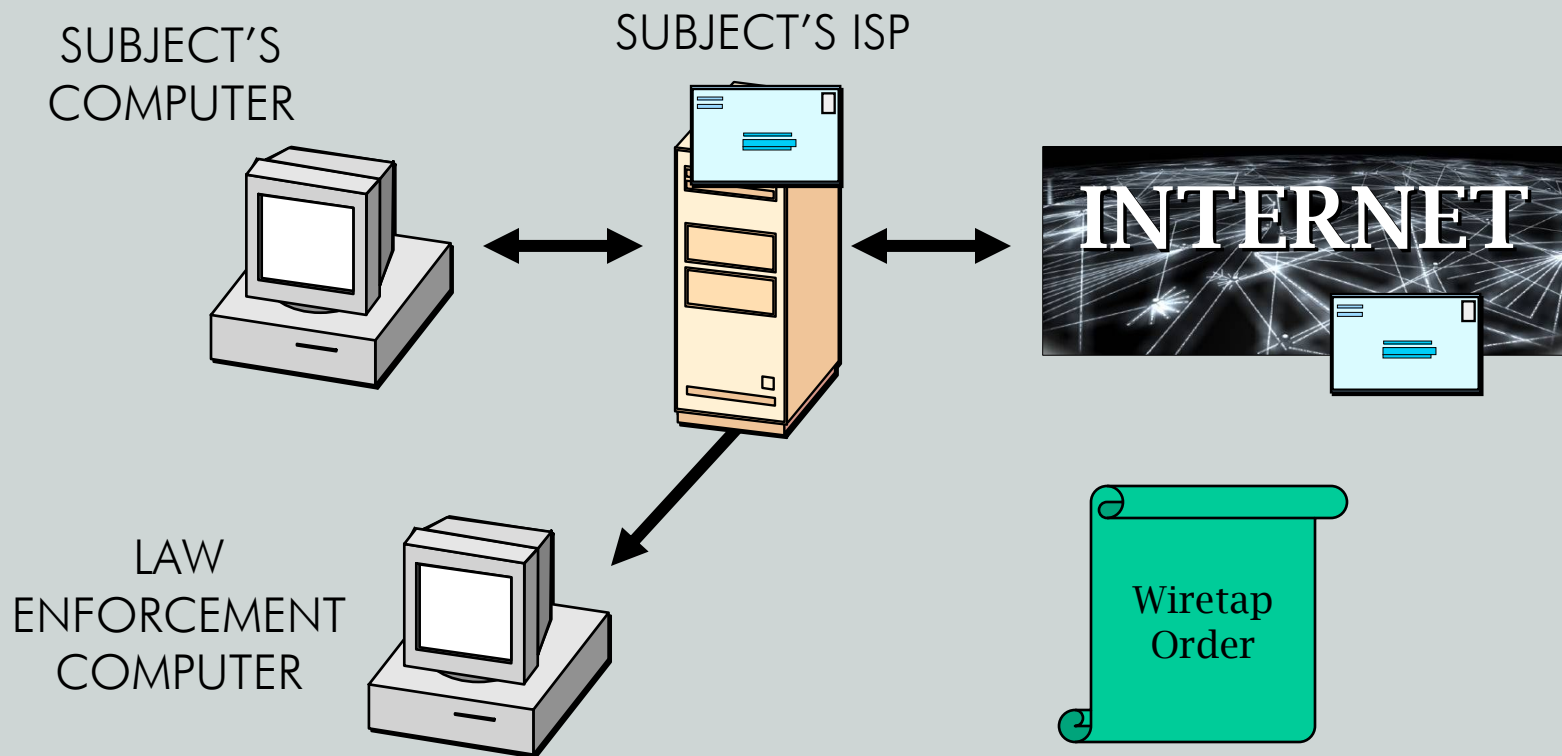 SUBJECT'S
COMPUTER
SUBJECT'S ISP
INTERNET
LAW
ENFORCEMENT
COMPUTER
Wiretap
Order